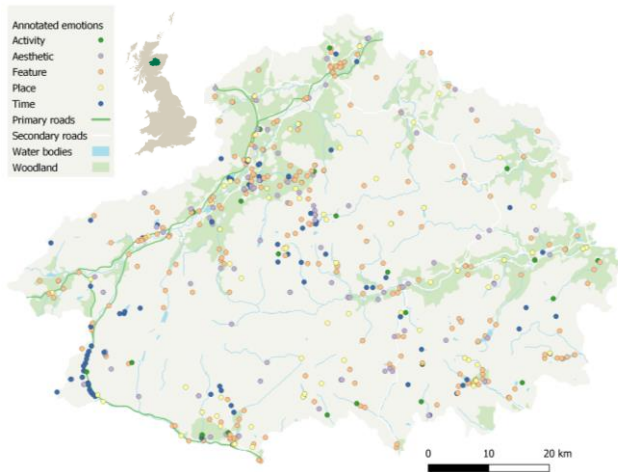 Annotated emotions
Activity
Aesthetic
Feature
Place
Time
Primary roads
Secondary roads
Water bodies
Woodland
0 10 20 km